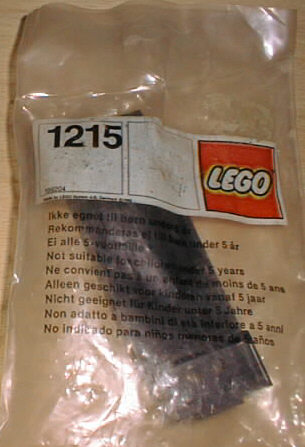 1215
LEGO
Ikke egnet til børn under 5 år
Rekommanderas ej till barn under 5 år
Ei alle 5-vuotiaille
Not suitable for children under 5 years
Ne convient pas à un enfant de moins de 5 ans
Alleen geschikt voor kinderen vanaf 5 jaar
Nicht geeignet für Kinder unter 5 Jahre
Non adatto a bambini di età inferiore a 5 anni
No indicado para niños menores de 5 años